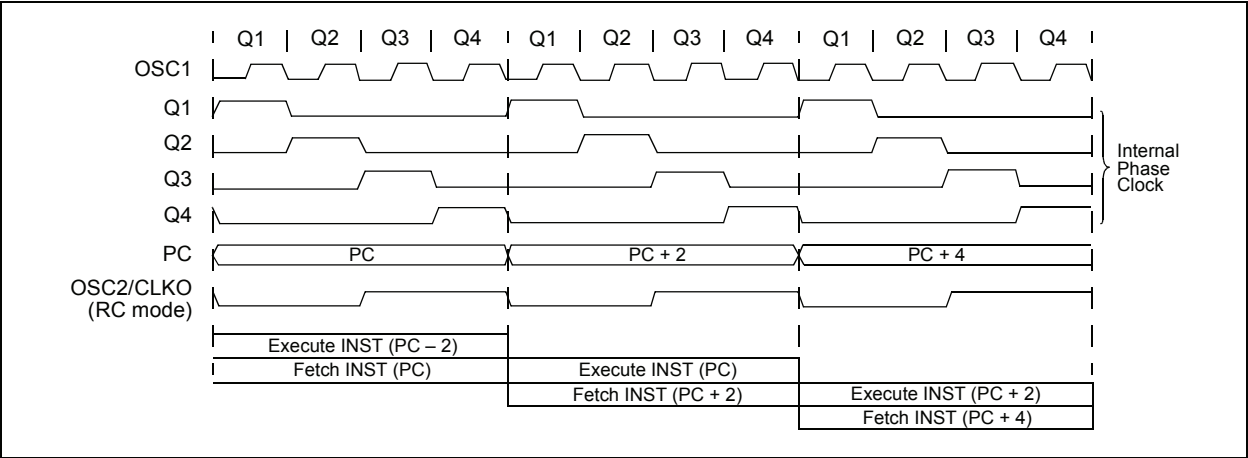 Q1 Q2 Q3 Q4 Q1 Q2 Q3 Q4 Q1 Q2 Q3 Q4
OSC1
Q1
Q2
Q3
Q4
Internal
Phase
Clock
PC PC PC + 2 PC + 4
OSC2/CLKO
(RC mode)
Execute INST (PC – 2)
Fetch INST (PC) Execute INST (PC)
Fetch INST (PC + 2) Execute INST (PC + 2)
Fetch INST (PC + 4)